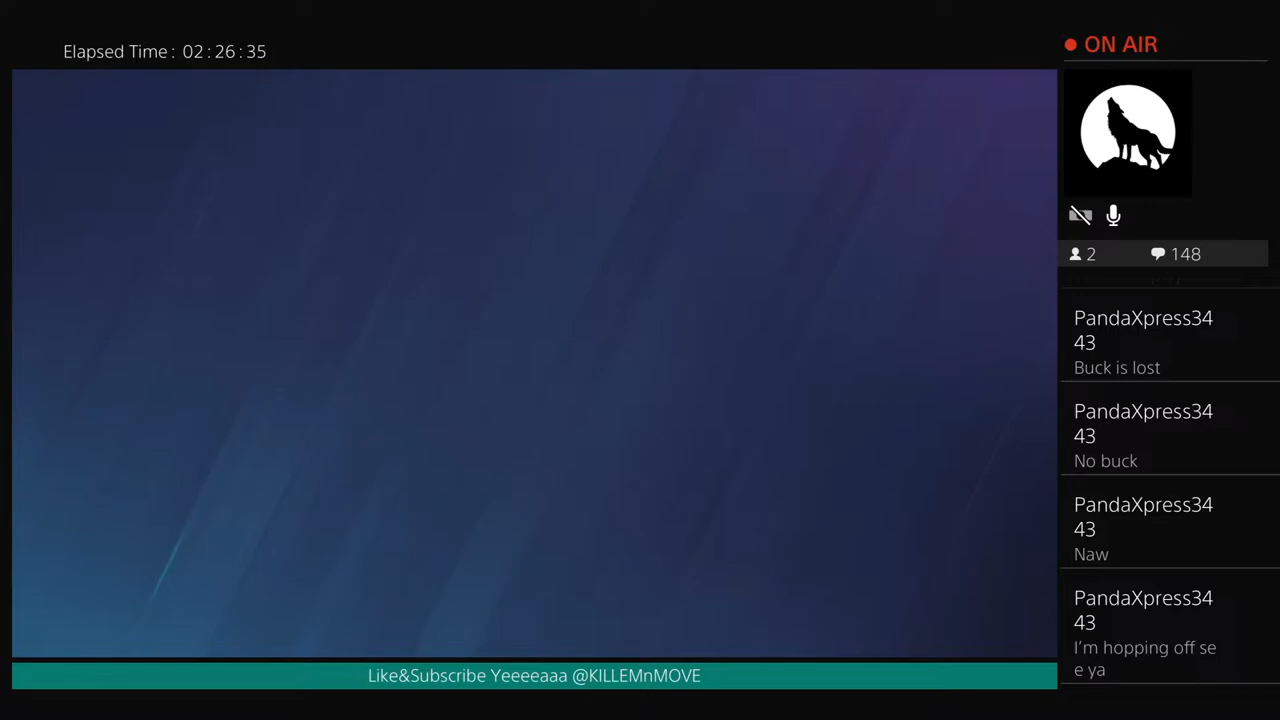 Elapsed Time : 02 : 26 : 35
ON AIR
2
148
PandaXpress34
43
Buck is lost
PandaXpress34
43
No buck
PandaXpress34
43
Naw
PandaXpress34
43
I'm hopping off se
e ya
Like&Subscribe Yeeeeaaa @KILLEMnMOVE